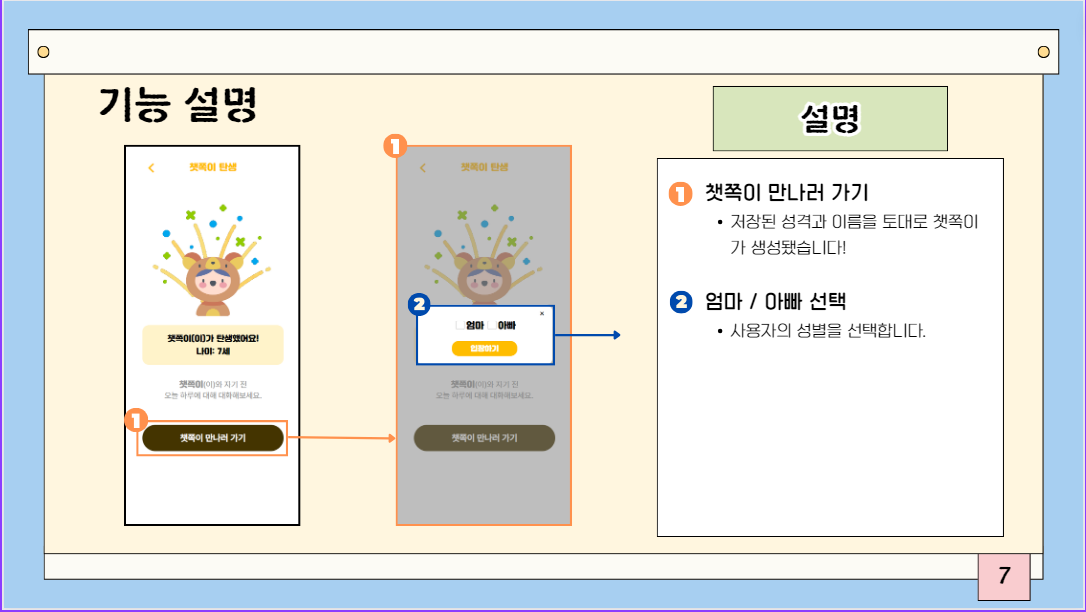 기능 설명
챗쪽이 탄생
챗쪽이(이)가 탄생했어요!
나이: 7세
챗쪽이(이)와 자기 전
오늘 하루에 대해 대화해보세요.
1
챗쪽이 만나러 가기
1
챗쪽이 탄생
2
엄마 아빠
×
입장하기
챗쪽이(이)와 자기 전
오늘 하루에 대해 대화해보세요.
챗쪽이 만나러 가기
설명
1 챗쪽이 만나러 가기
• 저장된 성격과 이름을 토대로 챗쪽이
가 생성됐습니다!
2 엄마 / 아빠 선택
• 사용자의 성별을 선택합니다.
7